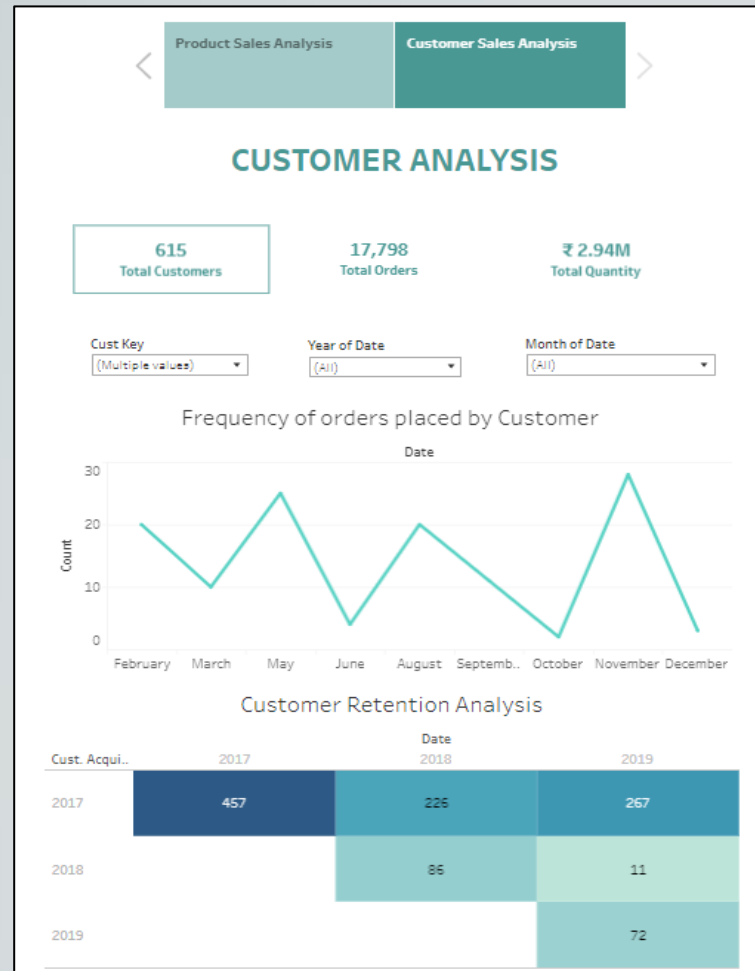 Product Sales Analysis
Customer Sales Analysis
CUSTOMER ANALYSIS
615
Total Customers
17,798
Total Orders
₹ 2.94M
Total Quantity
Cust Key
(Multiple values)
Year of Date
(All)
Month of Date
(All)
Frequency of orders placed by Customer
Date
30
20
10
0
Count
February March May June August Septemb.. October November December
Customer Retention Analysis
Date
Cust. Acqui.. 2017 2018 2019
2017 457 226 267
2018 86 11
2019 72